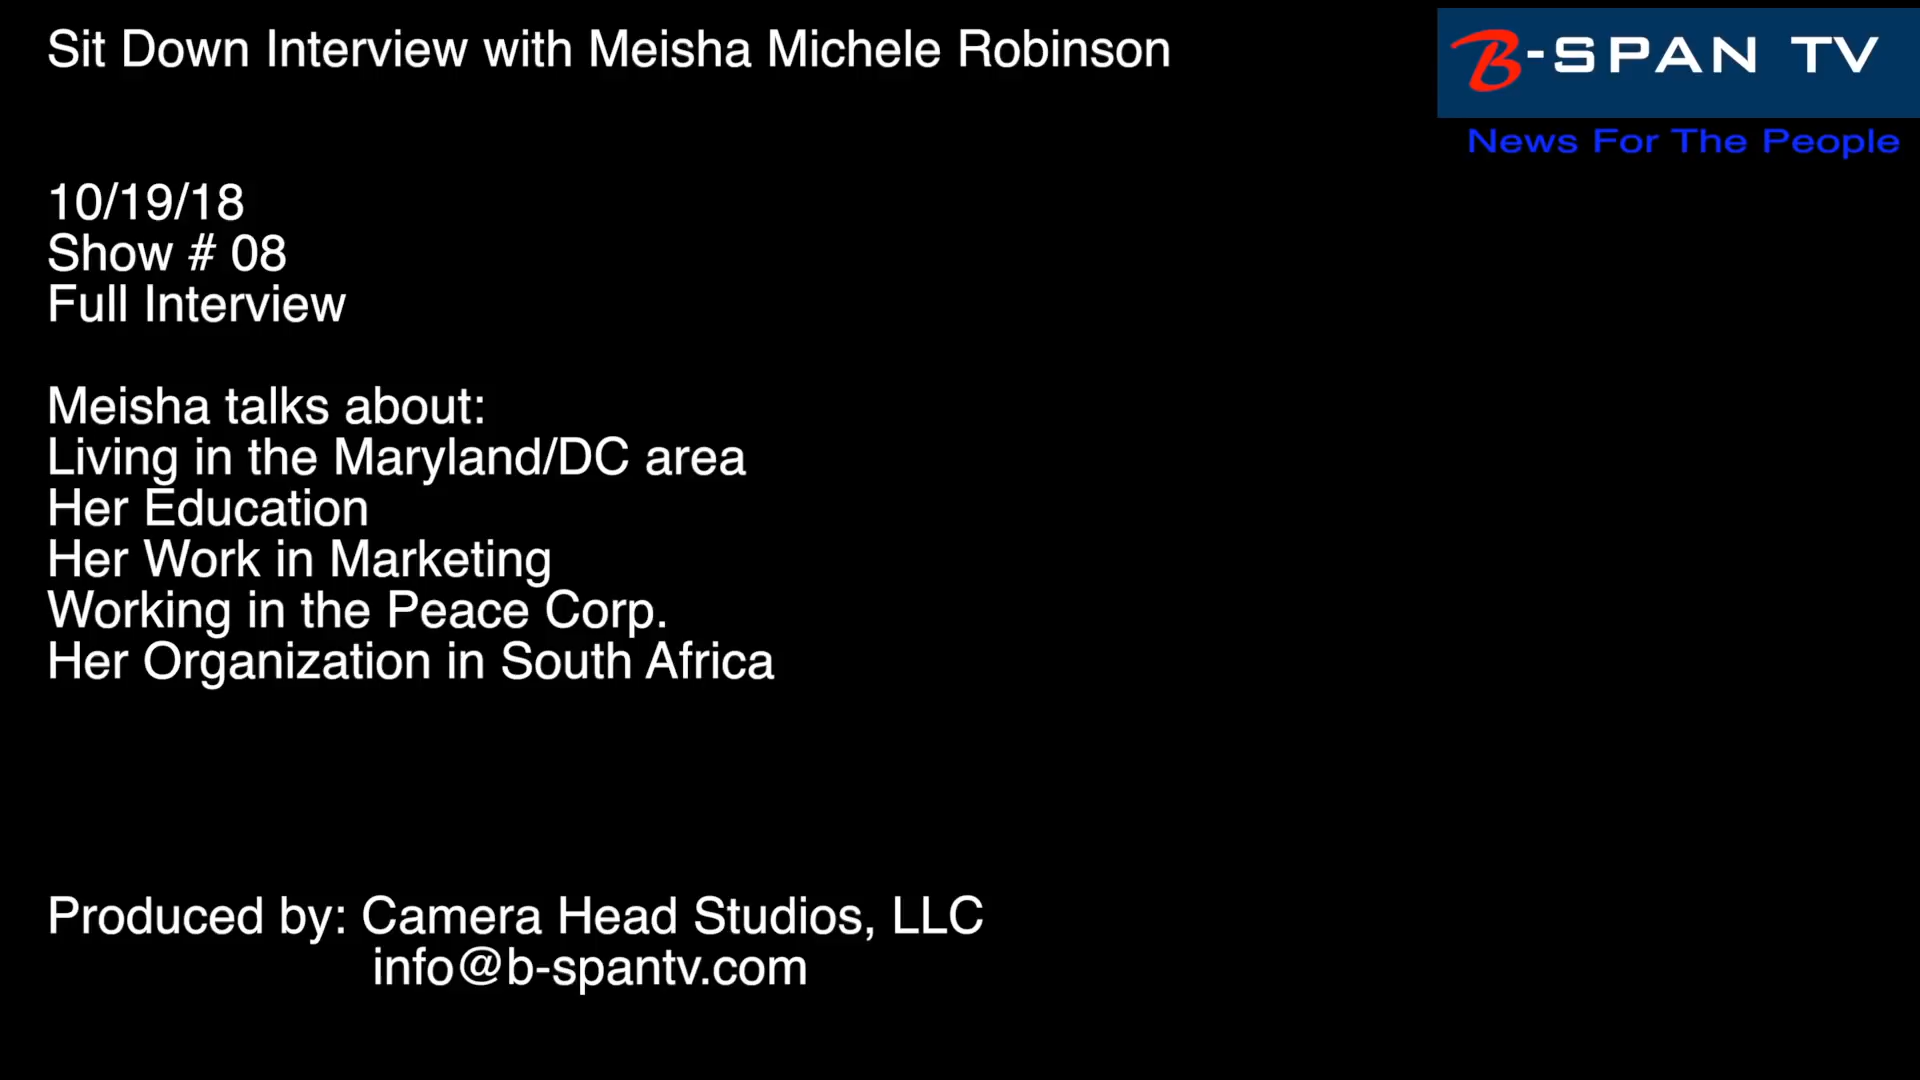 Sit Down Interview with Meisha Michele Robinson
B-SPAN TV
News For The People
10/19/18
Show # 08
Full Interview
Meisha talks about:
Living in the Maryland/DC area
Her Education
Her Work in Marketing
Working in the Peace Corp.
Her Organization in South Africa
Produced by: Camera Head Studios, LLC
info@b-spantv.com